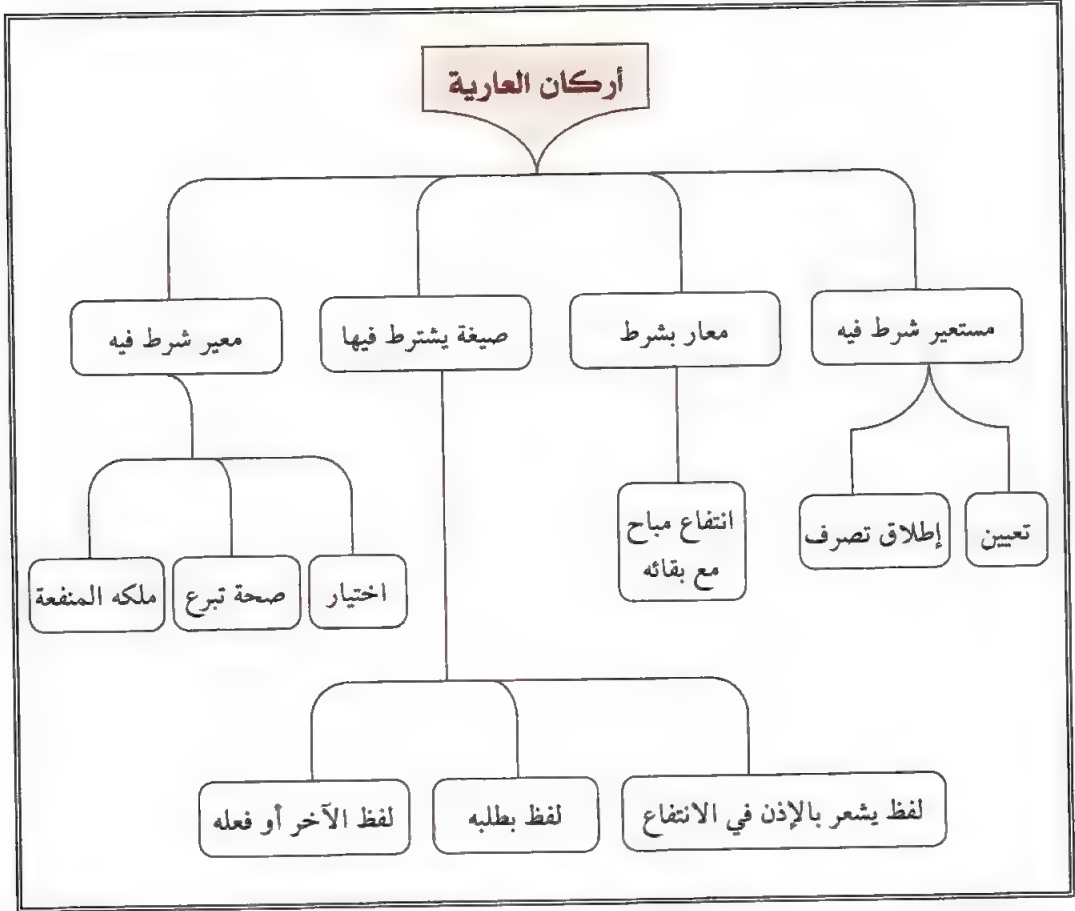 أركان العارية
مستعير شرط فيه
معار بشرط
صيغة يشترط فيها
معير شرط فيه
تعيين
إطلاق تصرف
انتفاع مباح
مع بقائه
اختيار
صحة تبرع
ملكه المنفعة
لفظ يشعر بالإذن في الانتفاع
لفظ بطلبه
لفظ الآخر أو فعله